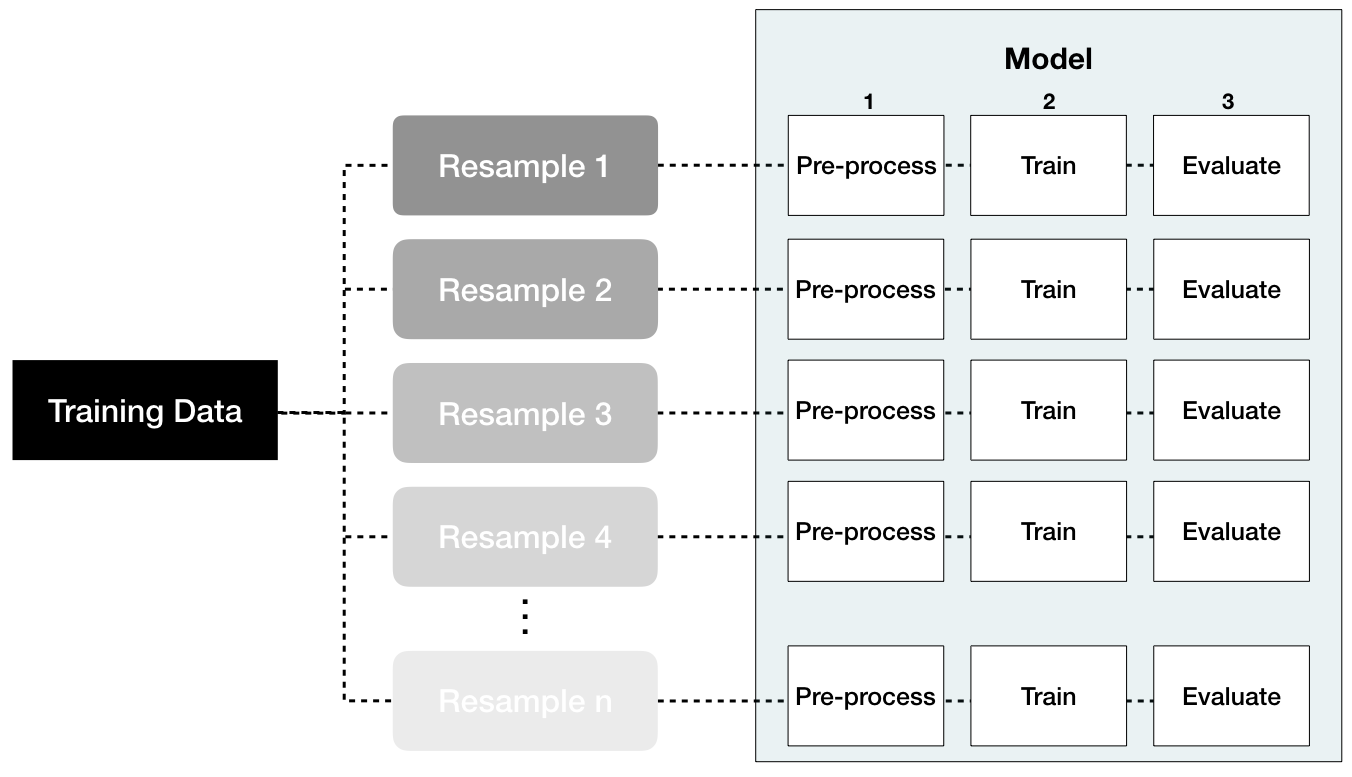 Model
1 2 3
Resample 1 Pre-process Train Evaluate
Resample 2 Pre-process Train Evaluate
Training Data Resample 3 Pre-process Train Evaluate
Resample 4 Pre-process Train Evaluate
Resample n Pre-process Train Evaluate